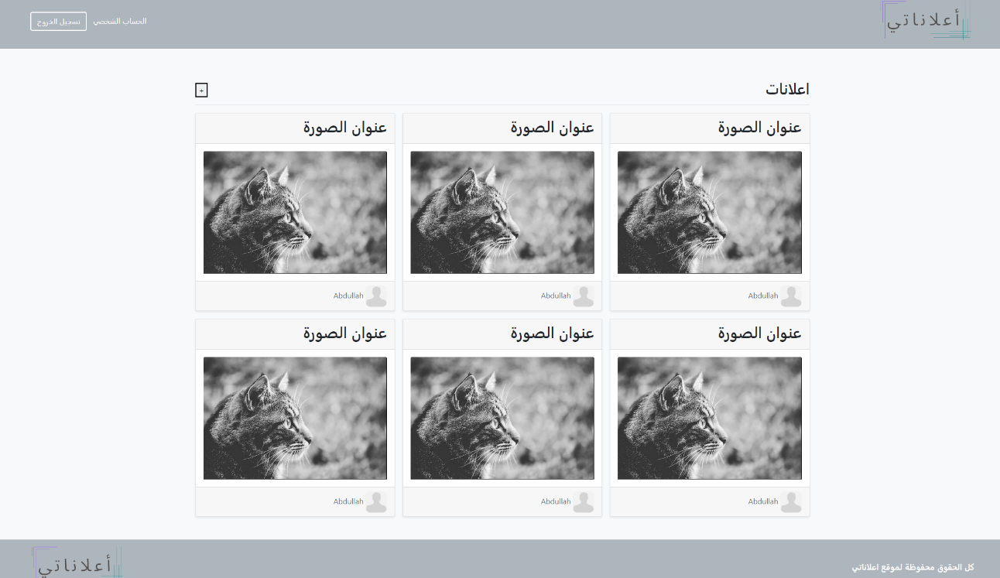 أعلاناتي
الحساب الشخصي
تسجيل الخروج
اعلانات
+
عنوان الصورة
عنوان الصورة
عنوان الصورة
Abdullah
Abdullah
Abdullah
عنوان الصورة
عنوان الصورة
عنوان الصورة
Abdullah
Abdullah
Abdullah
كل الحقوق محفوظة لموقع اعلاناتي
أعلاناتي